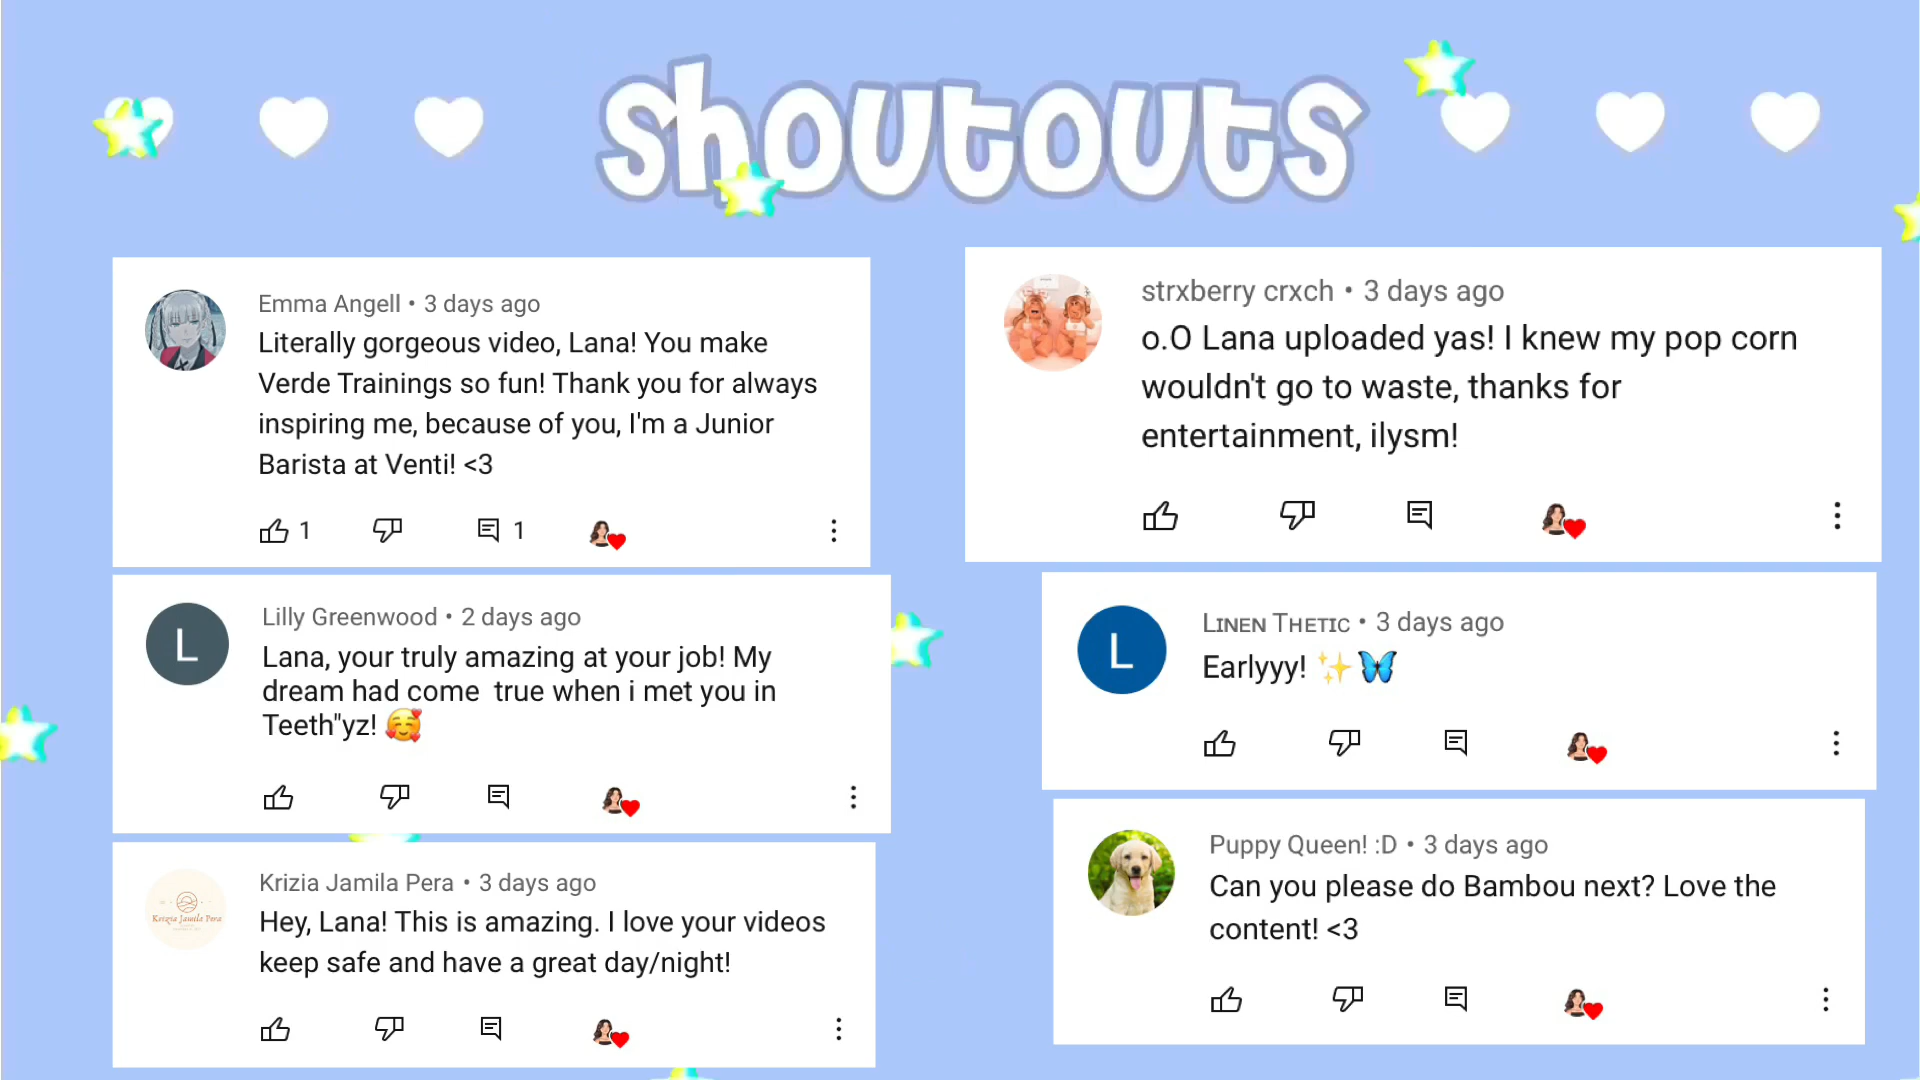 shoutouts
Emma Angell • 3 days ago
Literally gorgeous video, Lana! You make
Verde Trainings so fun! Thank you for always
inspiring me, because of you, I'm a Junior
Barista at Venti! <3
1 1
L
Lilly Greenwood • 2 days ago
Lana, your truly amazing at your job! My
dream had come  true when i met you in
Teeth"yz! 🥰
Krizia Jamila Pera
Krizia Jamila Pera • 3 days ago
Hey, Lana! This is amazing. I love your videos
keep safe and have a great day/night!
strxberry crxch • 3 days ago
o.O Lana uploaded yas! I knew my pop corn
wouldn't go to waste, thanks for
entertainment, ilysm!
L
Lɪɴᴇɴ Tʜᴇᴛɪᴄ • 3 days ago
Earlyyy! ✨🦋
Puppy Queen! :D • 3 days ago
Can you please do Bambou next? Love the
content! <3